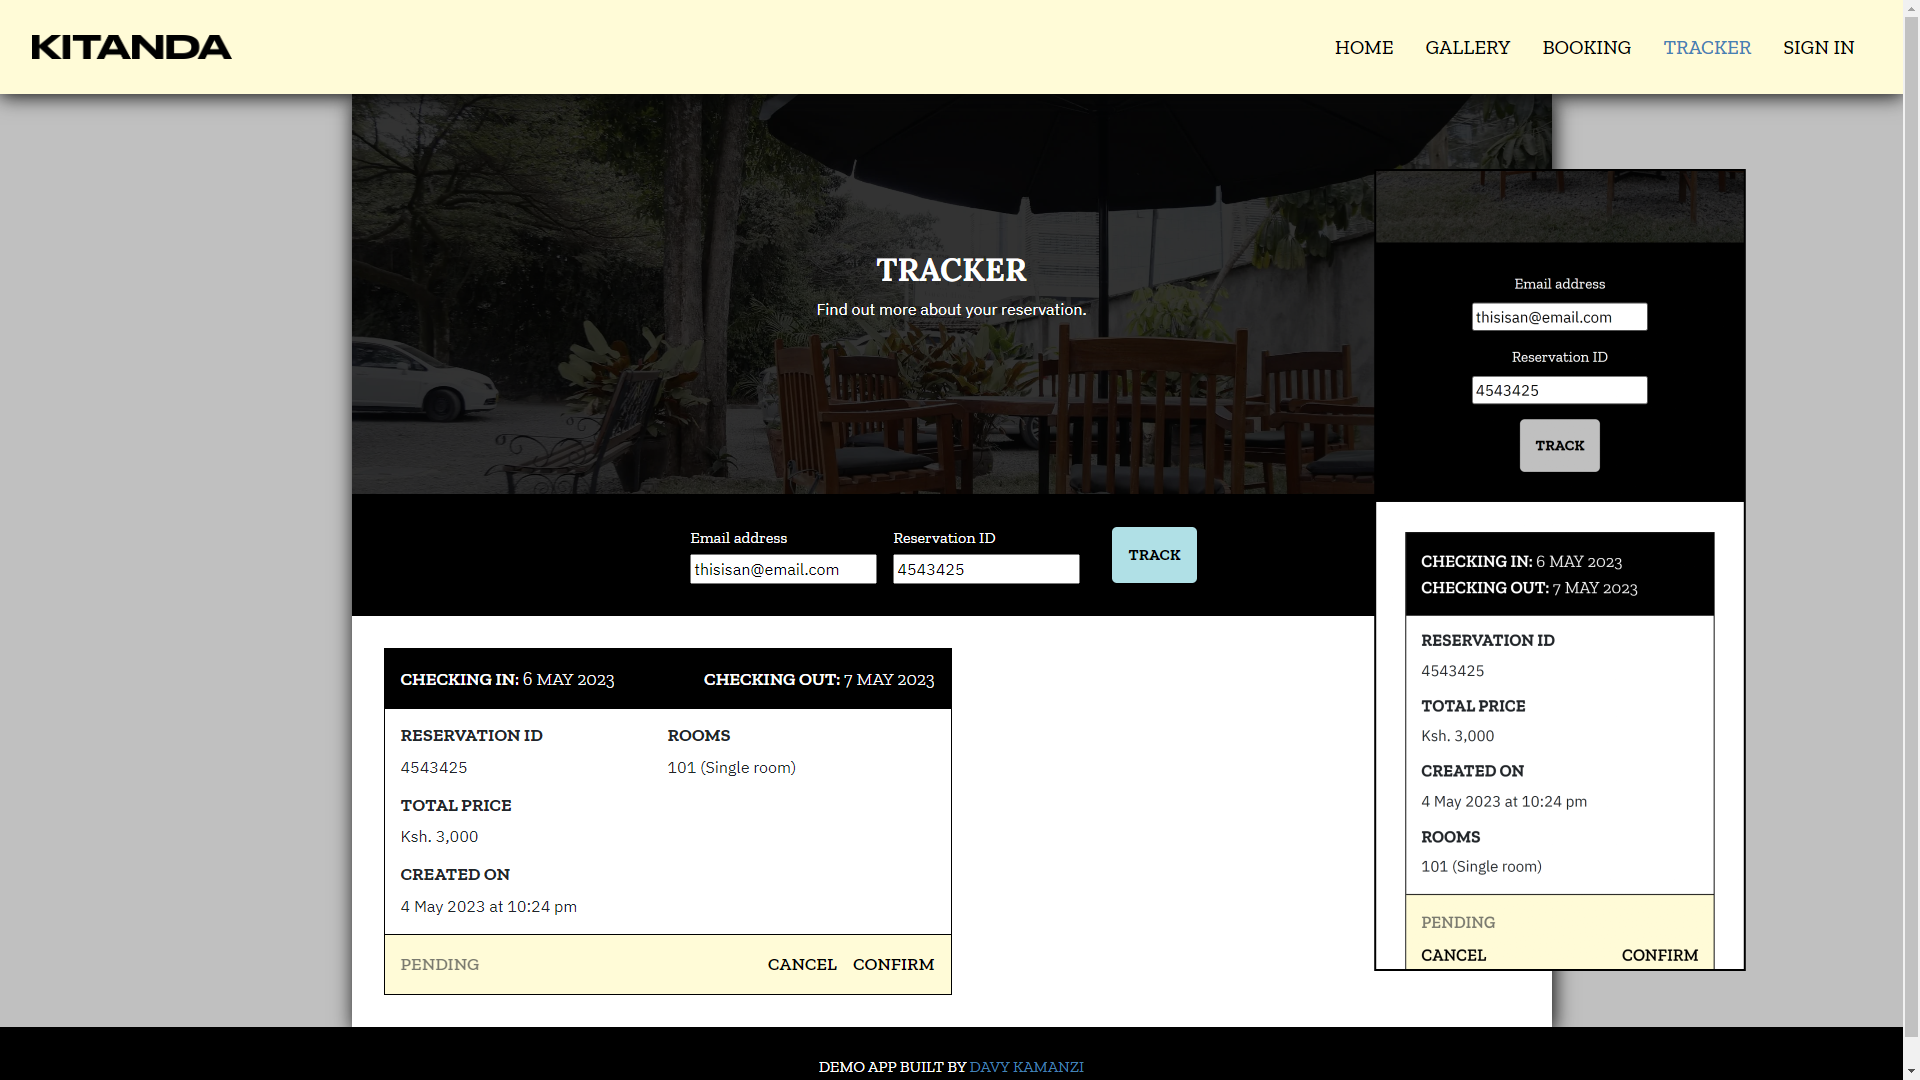 KITANDA
HOME GALLERY BOOKING TRACKER SIGN IN
TRACKER
Find out more about your reservation.
Email address Reservation ID
thisisan@email.com 4543425 TRACK
CHECKING IN: 6 MAY 2023 CHECKING OUT: 7 MAY 2023
RESERVATION ID ROOMS
4543425 101 (Single room)
TOTAL PRICE
Ksh. 3,000
CREATED ON
4 May 2023 at 10:24 pm
PENDING CANCEL CONFIRM
Email address
thisisan@email.com
Reservation ID
4543425
TRACK
CHECKING IN: 6 MAY 2023
CHECKING OUT: 7 MAY 2023
RESERVATION ID
4543425
TOTAL PRICE
Ksh. 3,000
CREATED ON
4 May 2023 at 10:24 pm
ROOMS
101 (Single room)
PENDING
CANCEL CONFIRM
DEMO APP BUILT BY DAVY KAMANZI